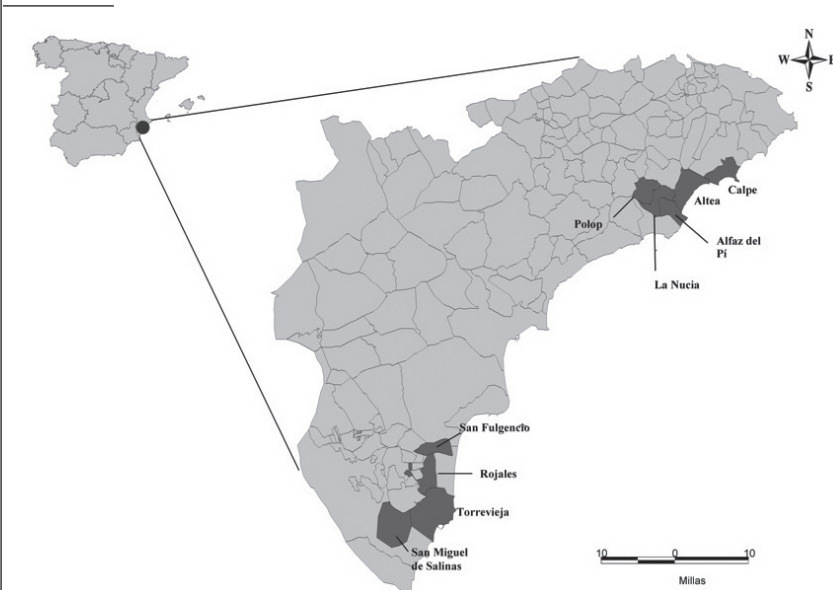 N
W
E
S
Calpe
Altea
Polop
Alfaz del
Pí
La Nucia
San Fulgencio
Rojales
Torrevieja
San Miguel
de Salinas
10 0 10
Millas